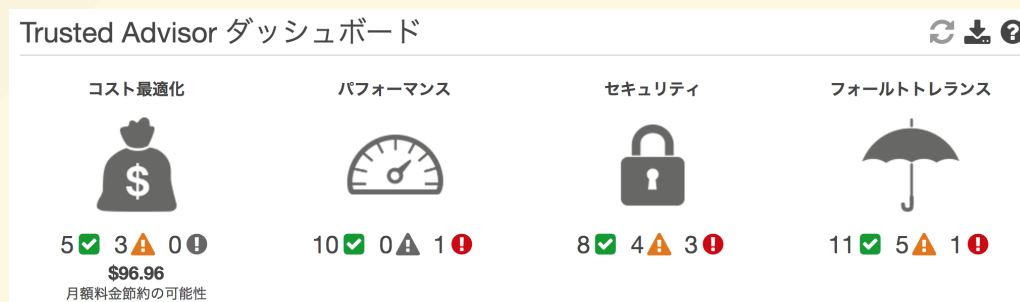 Trusted Advisor ダッシュボード
コスト最適化
パフォーマンス
セキュリティ
フォールトトレランス
$
5 3 0
10 0 1
8 4 3
11 5 1
$96.96
月額料金節約の可能性